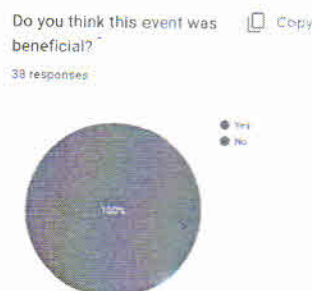 Do you think this event was
beneficial?
Copy
38 responses
Yes
No
100%